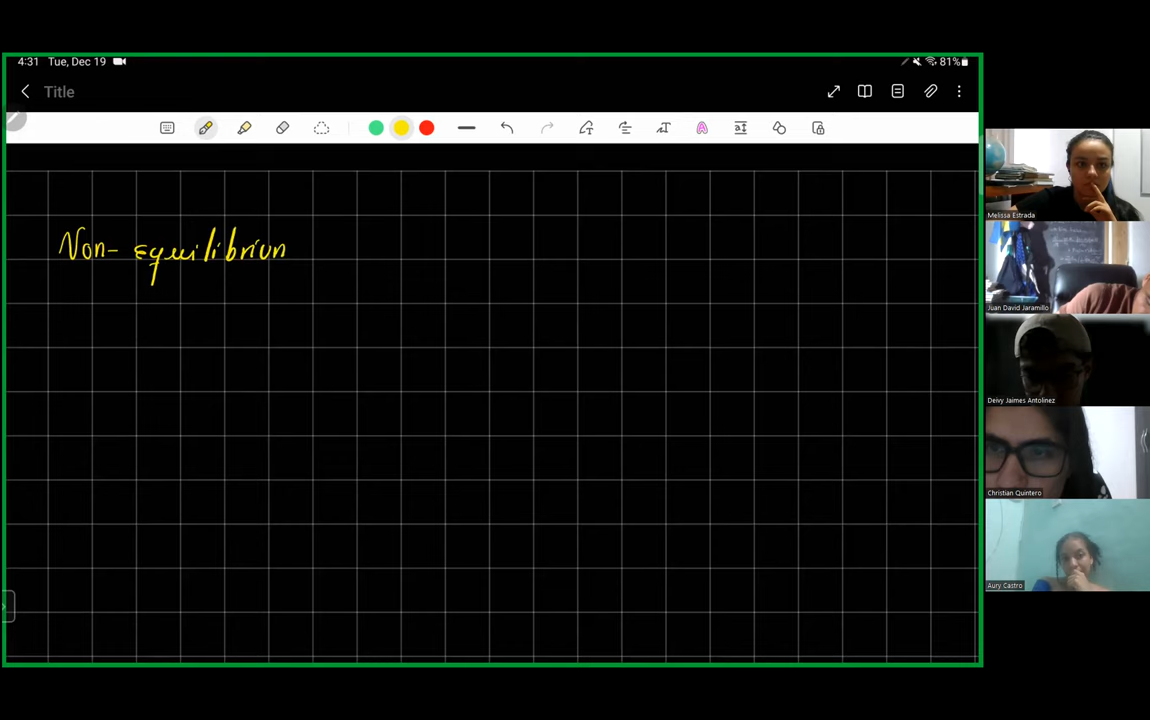 4:31 Tue, Dec 19
81%
Title
Non-equilibrium
Melissa Estrada
Juan David Jaramillo
Deivy Jaimes Antolinez
Christian Quintero
Aury Castro